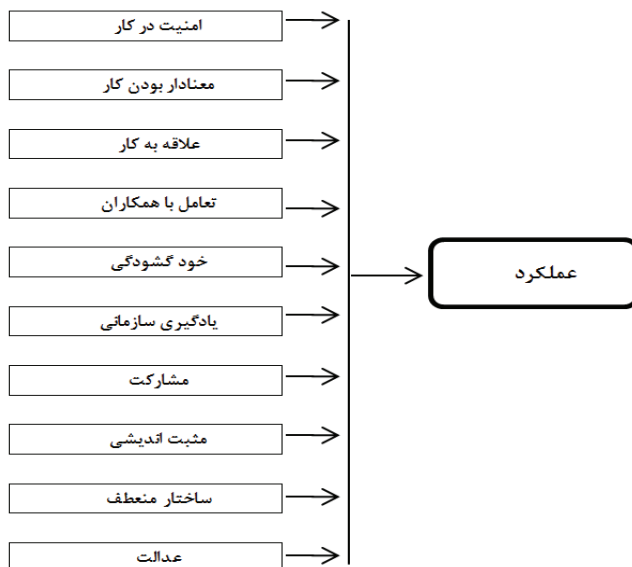 امنیت در کار
معنادار بودن کار
علاقه به کار
تعامل با همکاران
خود گشودگی
یادگیری سازمانی
مشارکت
مثبت اندیشی
ساختار منعطف
عدالت
عملکرد